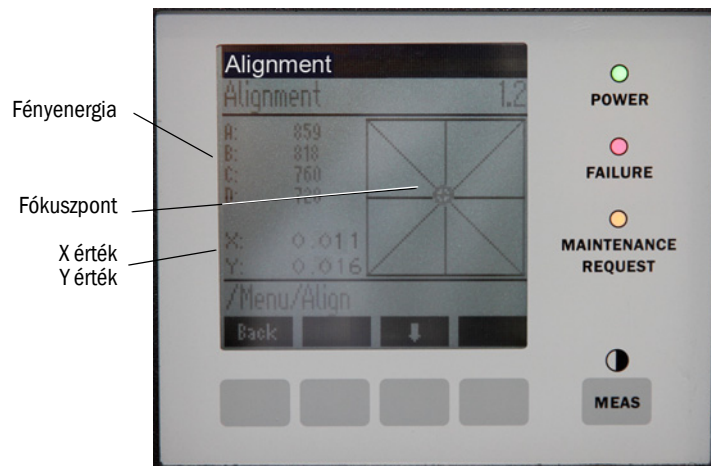 Fényenergia
Fókuszpont
X érték
Y érték
Alignment
Alignment 1.2
A: 859
B: 818
C: 760
D: 728
X: 0.011
Y: 0.016
/Menu/Align
Back
POWER
FAILURE
MAINTENANCE
REQUEST
MEAS